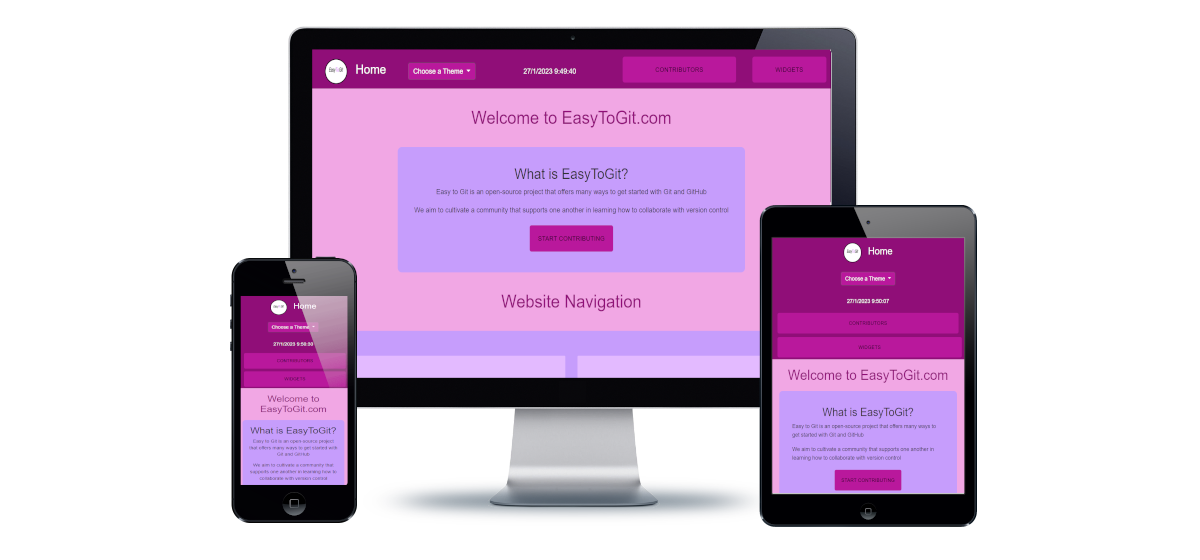 EasyToGit
Home
Choose a Theme
27/1/2023 9:49:40
CONTRIBUTORS
WIDGETS
Welcome to EasyToGit.com
What is EasyToGit?
Easy to Git is an open-source project that offers many ways to get started with Git and GitHub
We aim to cultivate a community that supports one another in learning how to collaborate with version control
START CONTRIBUTING
Website Navigation
Home
Choose a Theme
27/1/2023 9:50:30
CONTRIBUTORS
WIDGETS
Welcome to
EasyToGit.com
What is EasyToGit?
Easy to Git is an open-source project
that offers many ways to get started with
Git and GitHub
We aim to cultivate a community that
supports one another in learning how to
collaborate with version control
Home
Choose a Theme
27/1/2023 9:50:07
CONTRIBUTORS
WIDGETS
Welcome to EasyToGit.com
What is EasyToGit?
Easy to Git is an open-source project that offers many ways to
get started with Git and GitHub
We aim to cultivate a community that supports one another in
learning how to collaborate with version control
START CONTRIBUTING